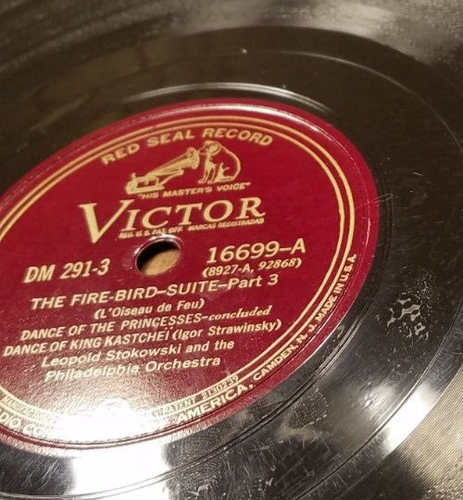 RED SEAL RECORD
"HIS MASTER'S VOICE"
VICTOR
REG. U.S. PAT. OFF. MARCAS REGISTRADAS
DM 291-3
16699-A
(8927-A, 92868)
THE FIRE-BIRD—SUITE—Part 3
(L'Oiseau de Feu)
DANCE OF THE PRINCESSES-concluded
DANCE OF KING KASTCHEI (Igor Strawinsky)
Leopold Stokowski and the
Philadelphia Orchestra
AMERICA, CAMDEN, N. J. MADE IN U.S.A.